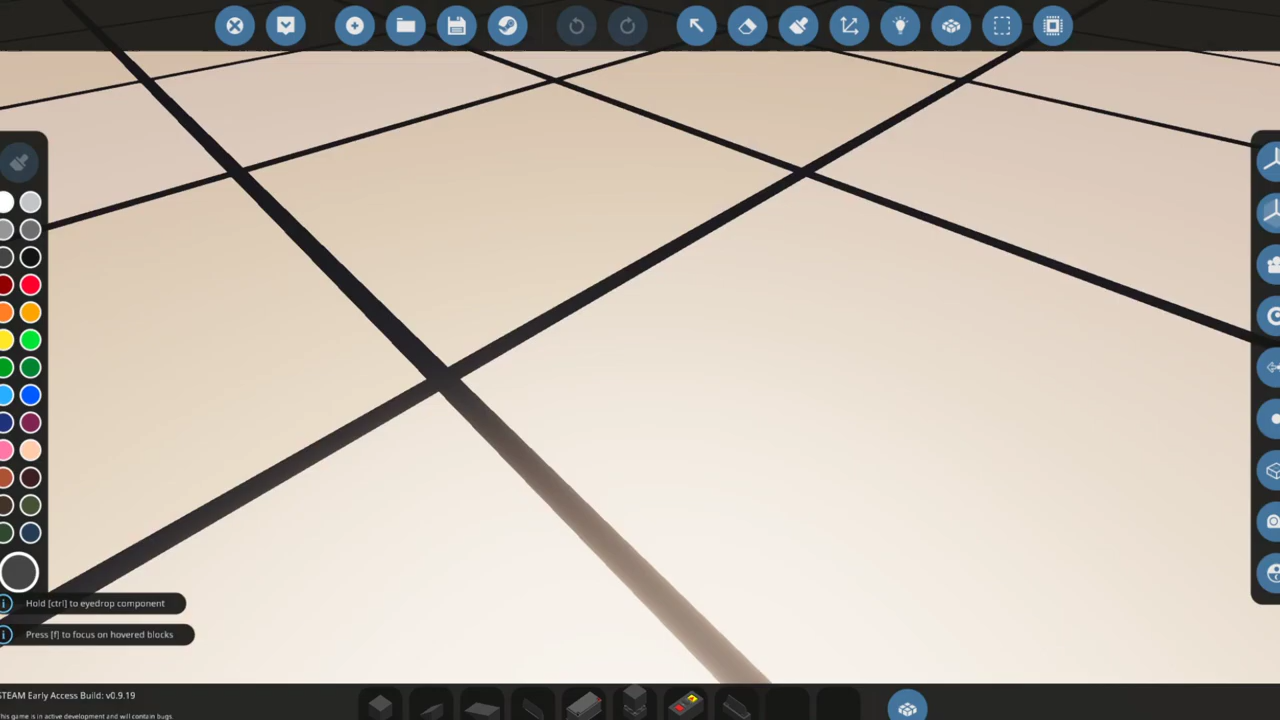 Hold [ctrl] to eyedrop component
Press [f] to focus on hovered blocks
STEAM Early Access Build: v0.9.19
This game is in active development and will contain bugs.